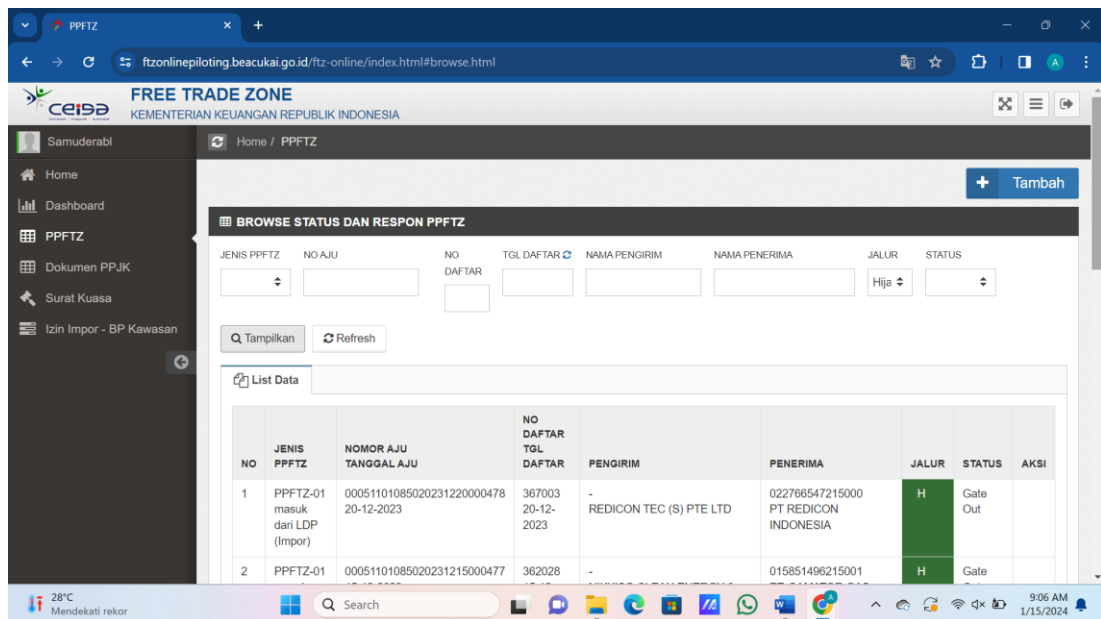 PPFTZ
ftzonlinepiloting.beacukai.go.id/ftz-online/index.html#browse.html
A
ceisa
FREE TRADE ZONE
KEMENTERIAN KEUANGAN REPUBLIK INDONESIA
Samuderabl
Home / PPFTZ
Home
Dashboard
PPFTZ
Dokumen PPJK
Surat Kuasa
Izin Impor - BP Kawasan
Tambah
BROWSE STATUS DAN RESPON PPFTZ
JENIS PPFTZ
NO AJU
NO
DAFTAR
TGL DAFTAR
NAMA PENGIRIM
NAMA PENERIMA
JALUR
STATUS
Hija
Tampilkan
Refresh
List Data
NO
JENIS
PPFTZ
NOMOR AJU
TANGGAL AJU
NO
DAFTAR
TGL
DAFTAR
PENGIRIM
PENERIMA
JALUR
STATUS
AKSI
1
PPFTZ-01
masuk
dari LDP
(Impor)
00051101085020231220000478
20-12-2023
367003
20-12-
2023
-
REDICON TEC (S) PTE LTD
022766547215000
PT REDICON
INDONESIA
H
Gate
Out
2
PPFTZ-01
00051101085020231215000477
362028
-
015851496215001
H
Gate
28°C
Mendekati rekor
Search
9:06 AM
1/15/2024